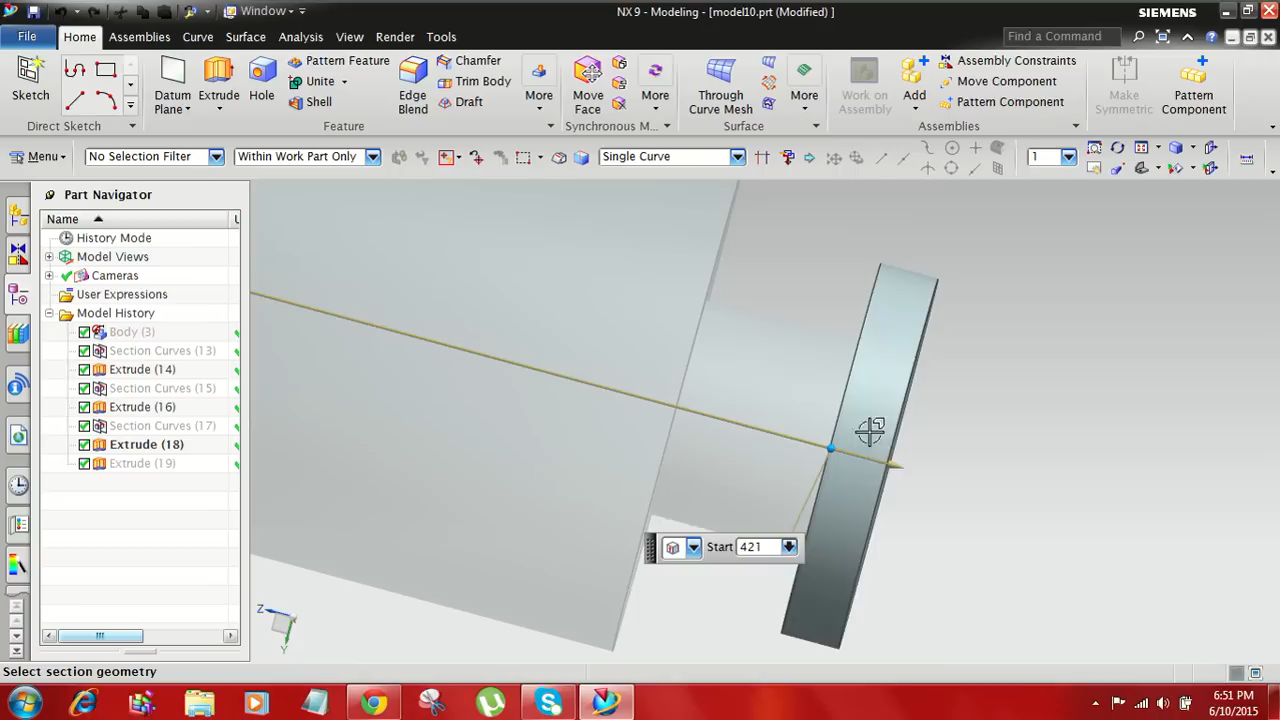 NX 9 - Modeling - [model10.prt (Modified) ]
SIEMENS
Window
File Home Assemblies Curve Surface Analysis View Render Tools
Find a Command
Sketch
Direct Sketch
Datum Plane
Extrude
Hole
Pattern Feature
Unite
Shell
Edge Blend
Chamfer
Trim Body
Draft
More
Feature
Move Face
More
Synchronous M...
Through Curve Mesh
More
Surface
Work on Assembly
Add
Assembly Constraints
Move Component
Pattern Component
Make Symmetric
Pattern Component
Assemblies
Menu
No Selection Filter
Within Work Part Only
Single Curve
1
Part Navigator
Name
History Mode
Model Views
Cameras
User Expressions
Model History
Body (3)
Section Curves (13)
Extrude (14)
Section Curves (15)
Extrude (16)
Section Curves (17)
Extrude (18)
Extrude (19)
Start 421
Z
Y
Select section geometry
6:51 PM
6/10/2015